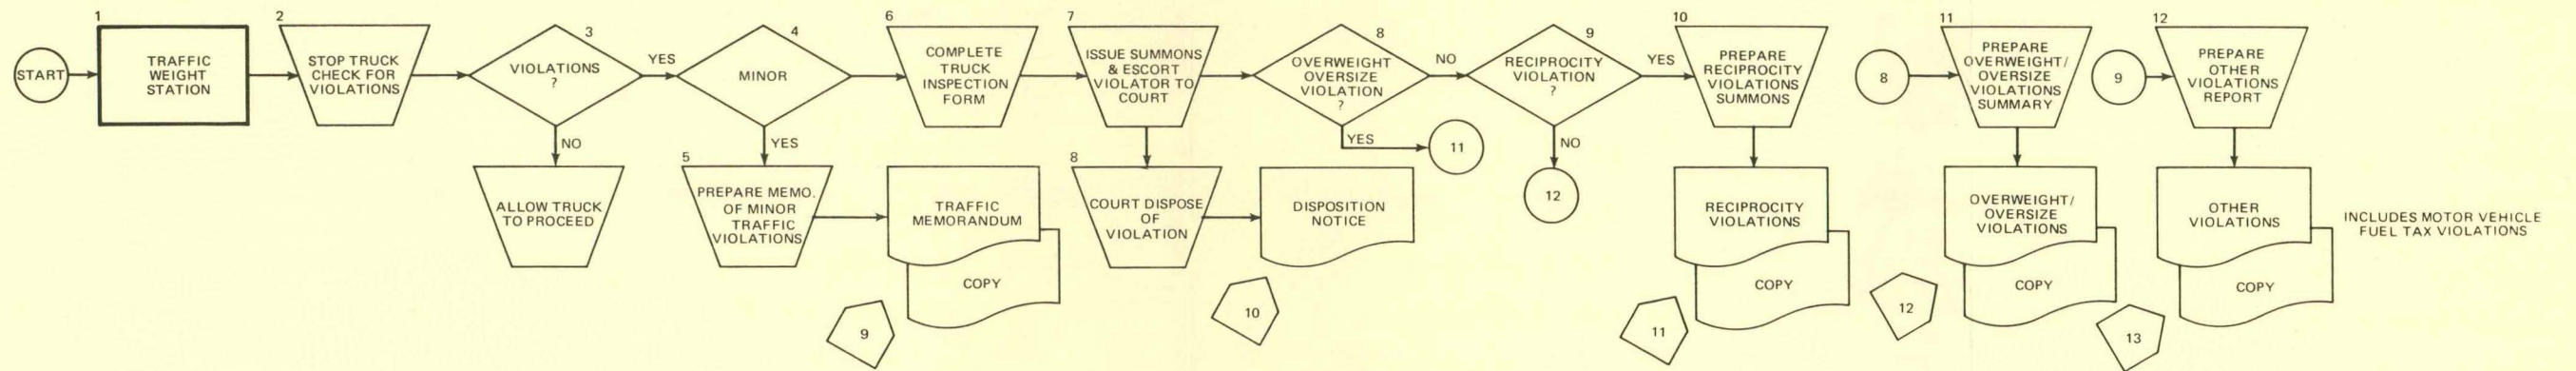 START
1
TRAFFIC
WEIGHT
STATION
2
STOP TRUCK
CHECK FOR
VIOLATIONS
3
VIOLATIONS
?
YES
NO
ALLOW TRUCK
TO PROCEED
4
MINOR
YES
5
PREPARE MEMO.
OF MINOR
TRAFFIC
VIOLATIONS
TRAFFIC
MEMORANDUM
COPY
9
6
COMPLETE
TRUCK
INSPECTION
FORM
7
ISSUE SUMMONS
& ESCORT
VIOLATOR TO
COURT
8
COURT DISPOSE
OF
VIOLATION
DISPOSITION
NOTICE
10
8
OVERWEIGHT
OVERSIZE
VIOLATION
?
NO
YES
11
9
RECIPROCITY
VIOLATION
?
YES
NO
12
10
PREPARE
RECIPROCITY
VIOLATIONS
SUMMONS
RECIPROCITY
VIOLATIONS
COPY
11
8
11
PREPARE
OVERWEIGHT/
OVERSIZE
VIOLATIONS
SUMMARY
OVERWEIGHT/
OVERSIZE
VIOLATIONS
COPY
12
9
12
PREPARE
OTHER
VIOLATIONS
REPORT
OTHER
VIOLATIONS
COPY
13
INCLUDES MOTOR VEHICLE
FUEL TAX VIOLATIONS